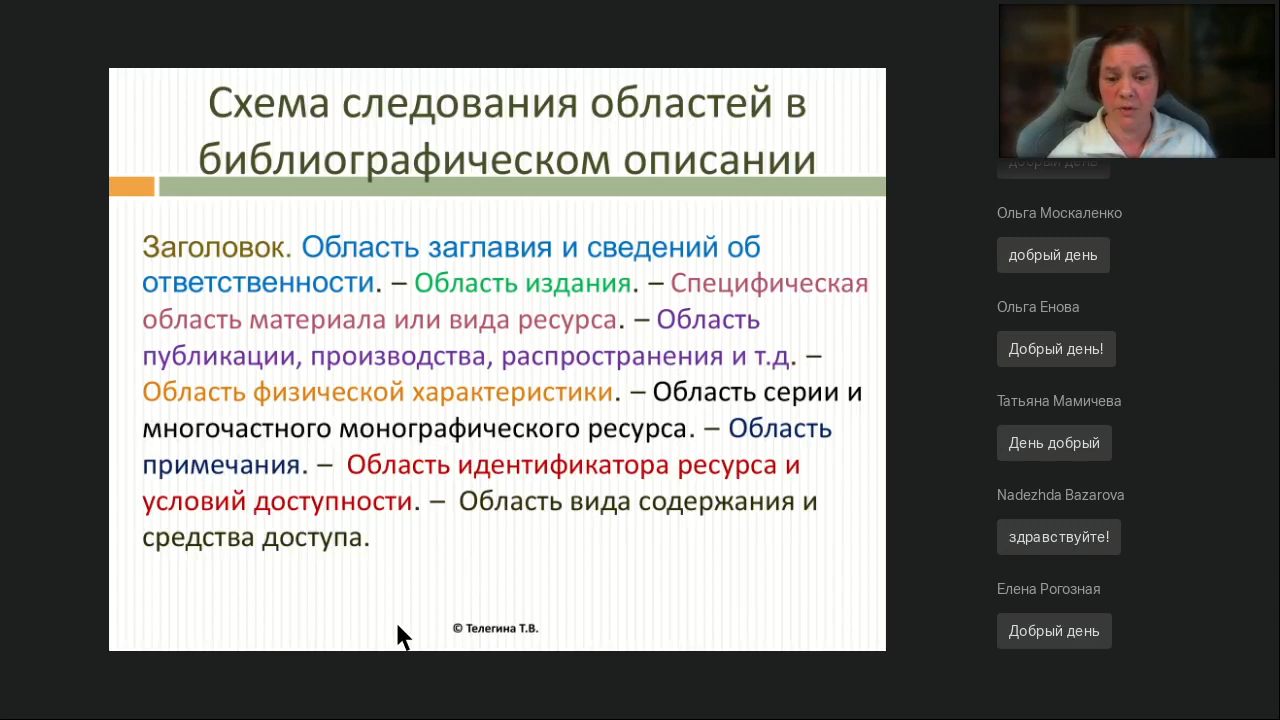 Схема следования областей в
библиографическом описании
Заголовок. Область заглавия и сведений об
ответственности. – Область издания. – Специфическая
область материала или вида ресурса. – Область
публикации, производства, распространения и т.д. –
Область физической характеристики. – Область серии и
многочастного монографического ресурса. – Область
примечания. – Область идентификатора ресурса и
условий доступности. – Область вида содержания и
средства доступа.
© Телегина Т.В.
добрый день
Ольга Москаленко
добрый день
Ольга Енова
Добрый день!
Татьяна Мамичева
День добрый
Nadezhda Bazarova
здравствуйте!
Елена Рогозная
Добрый день